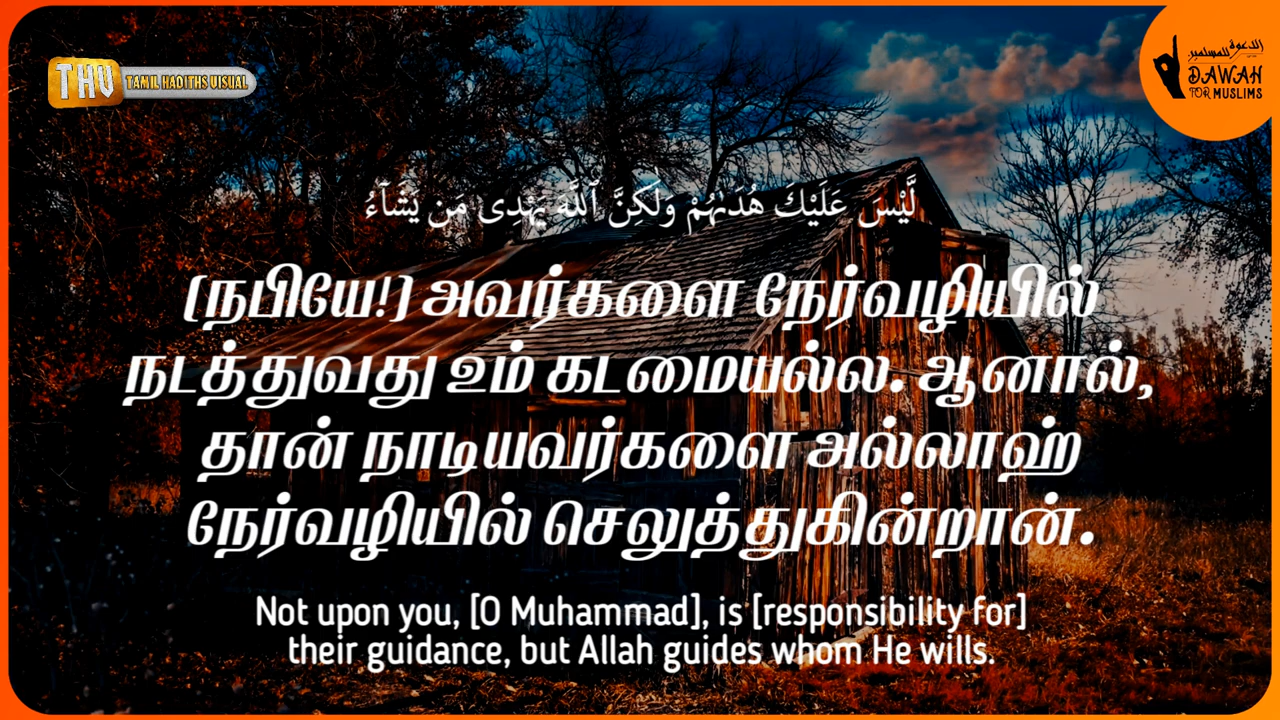 THV TAMIL HADITHS VISUAL
الدعوة للمسلمين
DAWAH
FOR MUSLIMS
لَّيْسَ عَلَيْكَ هُدَىٰهُمْ وَلَٰكِنَّ ٱللَّهَ يَهْدِى مَن يَشَآءُ
(நபியே!) அவர்களை நேர்வழியில்
நடத்துவது உம் கடமையல்ல. ஆனால்,
தான் நாடியவர்களை அல்லாஹ்
நேர்வழியில் செலுத்துகின்றான்.
Not upon you, [O Muhammad], is [responsibility for]
their guidance, but Allah guides whom He wills.